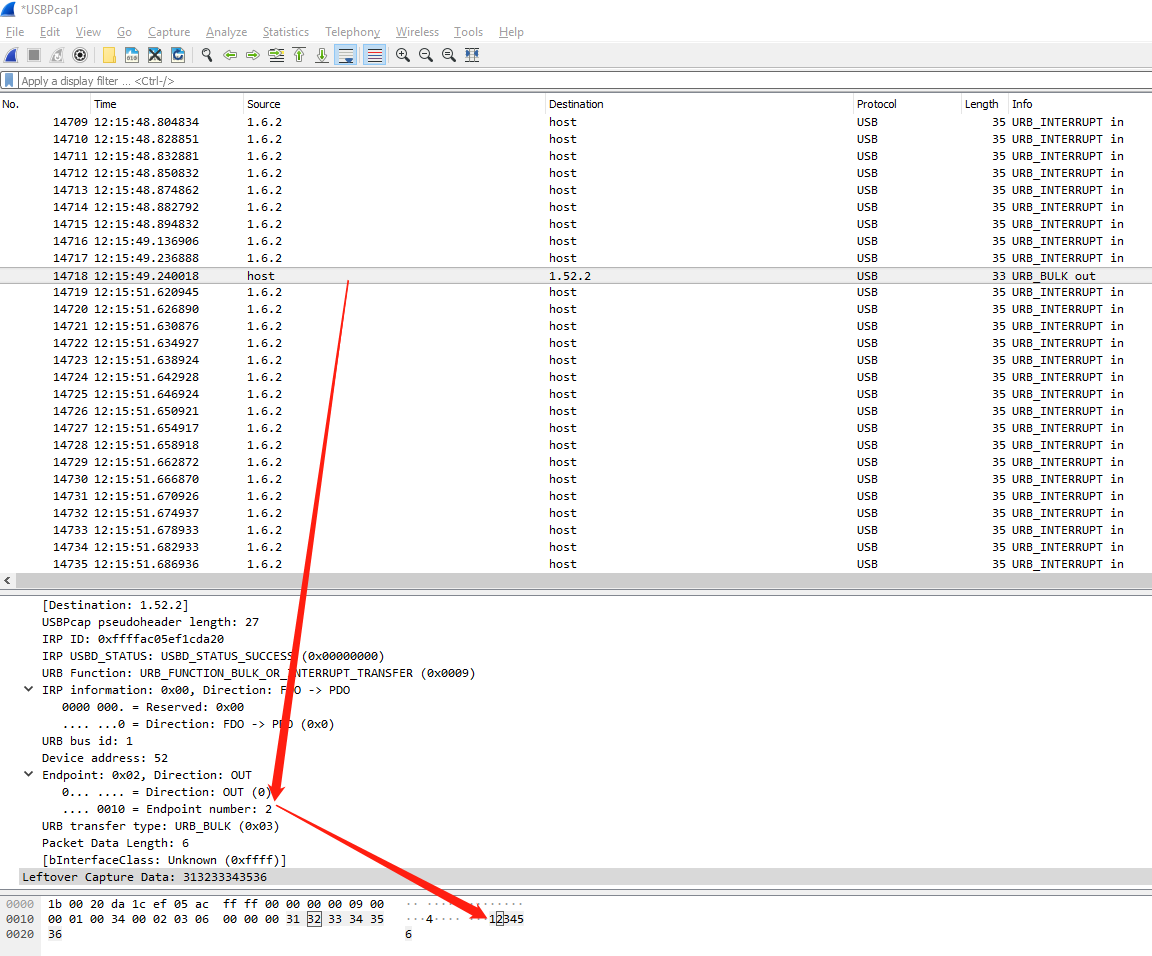 *USBPcap1
File Edit View Go Capture Analyze Statistics Telephony Wireless Tools Help
Apply a display filter ... <Ctrl-/>
No. Time Source Destination Protocol Length Info
14709 12:15:48.804834 1.6.2 host USB 35 URB_INTERRUPT in
14710 12:15:48.828851 1.6.2 host USB 35 URB_INTERRUPT in
14711 12:15:48.832881 1.6.2 host USB 35 URB_INTERRUPT in
14712 12:15:48.850832 1.6.2 host USB 35 URB_INTERRUPT in
14713 12:15:48.874862 1.6.2 host USB 35 URB_INTERRUPT in
14714 12:15:48.882792 1.6.2 host USB 35 URB_INTERRUPT in
14715 12:15:48.894832 1.6.2 host USB 35 URB_INTERRUPT in
14716 12:15:49.136906 1.6.2 host USB 35 URB_INTERRUPT in
14717 12:15:49.236888 1.6.2 host USB 35 URB_INTERRUPT in
14718 12:15:49.240018 host 1.52.2 USB 33 URB_BULK out
14719 12:15:51.620945 1.6.2 host USB 35 URB_INTERRUPT in
14720 12:15:51.626890 1.6.2 host USB 35 URB_INTERRUPT in
14721 12:15:51.630876 1.6.2 host USB 35 URB_INTERRUPT in
14722 12:15:51.634927 1.6.2 host USB 35 URB_INTERRUPT in
14723 12:15:51.638924 1.6.2 host USB 35 URB_INTERRUPT in
14724 12:15:51.642928 1.6.2 host USB 35 URB_INTERRUPT in
14725 12:15:51.646924 1.6.2 host USB 35 URB_INTERRUPT in
14726 12:15:51.650921 1.6.2 host USB 35 URB_INTERRUPT in
14727 12:15:51.654917 1.6.2 host USB 35 URB_INTERRUPT in
14728 12:15:51.658918 1.6.2 host USB 35 URB_INTERRUPT in
14729 12:15:51.662872 1.6.2 host USB 35 URB_INTERRUPT in
14730 12:15:51.666870 1.6.2 host USB 35 URB_INTERRUPT in
14731 12:15:51.670926 1.6.2 host USB 35 URB_INTERRUPT in
14732 12:15:51.674937 1.6.2 host USB 35 URB_INTERRUPT in
14733 12:15:51.678933 1.6.2 host USB 35 URB_INTERRUPT in
14734 12:15:51.682933 1.6.2 host USB 35 URB_INTERRUPT in
14735 12:15:51.686936 1.6.2 host USB 35 URB_INTERRUPT in
[Destination: 1.52.2]
USBPcap pseudoheader length: 27
IRP ID: 0xffffac05ef1cda20
IRP USBD_STATUS: USBD_STATUS_SUCCESS (0x00000000)
URB Function: URB_FUNCTION_BULK_OR_INTERRUPT_TRANSFER (0x0009)
IRP information: 0x00, Direction: FDO -> PDO
0000 000. = Reserved: 0x00
.... ...0 = Direction: FDO -> PDO (0x0)
URB bus id: 1
Device address: 52
Endpoint: 0x02, Direction: OUT
0... .... = Direction: OUT (0)
.... 0010 = Endpoint number: 2
URB transfer type: URB_BULK (0x03)
Packet Data Length: 6
[bInterfaceClass: Unknown (0xffff)]
Leftover Capture Data: 313233343536
0000 1b 00 20 da 1c ef 05 ac ff ff 00 00 00 00 09 00 ·· ·············
0010 00 01 00 34 00 02 03 06 00 00 00 31 32 33 34 35 ···4···· ···12345
0020 36 6